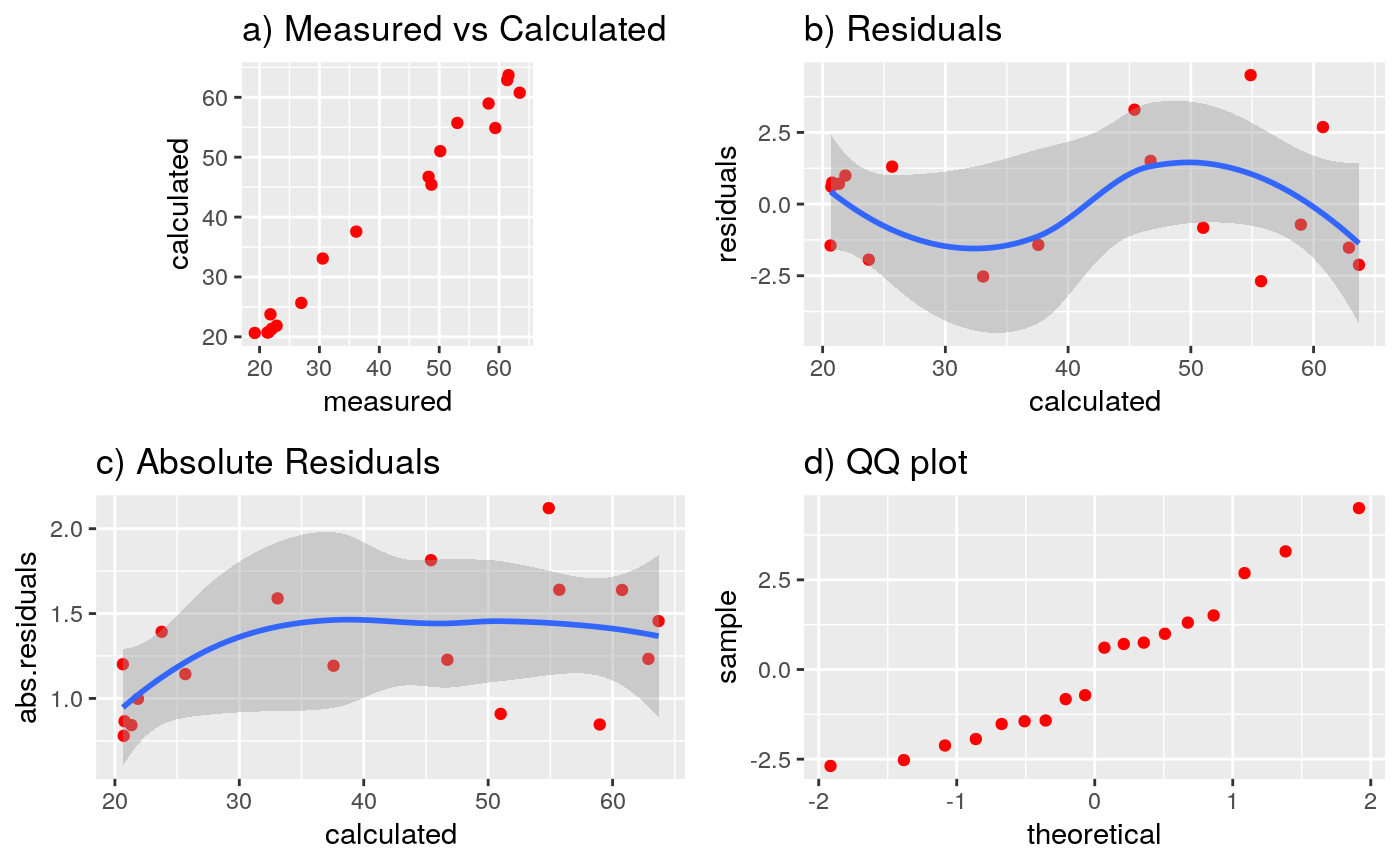 a) Measured vs Calculated
60
50
40
30
20
calculated
20 30 40 50 60
measured
b) Residuals
2.5
0.0
-2.5
residuals
20 30 40 50 60
calculated
c) Absolute Residuals
2.0
1.5
1.0
abs.residuals
20 30 40 50 60
calculated
d) QQ plot
2.5
0.0
-2.5
sample
-2 -1 0 1 2
theoretical